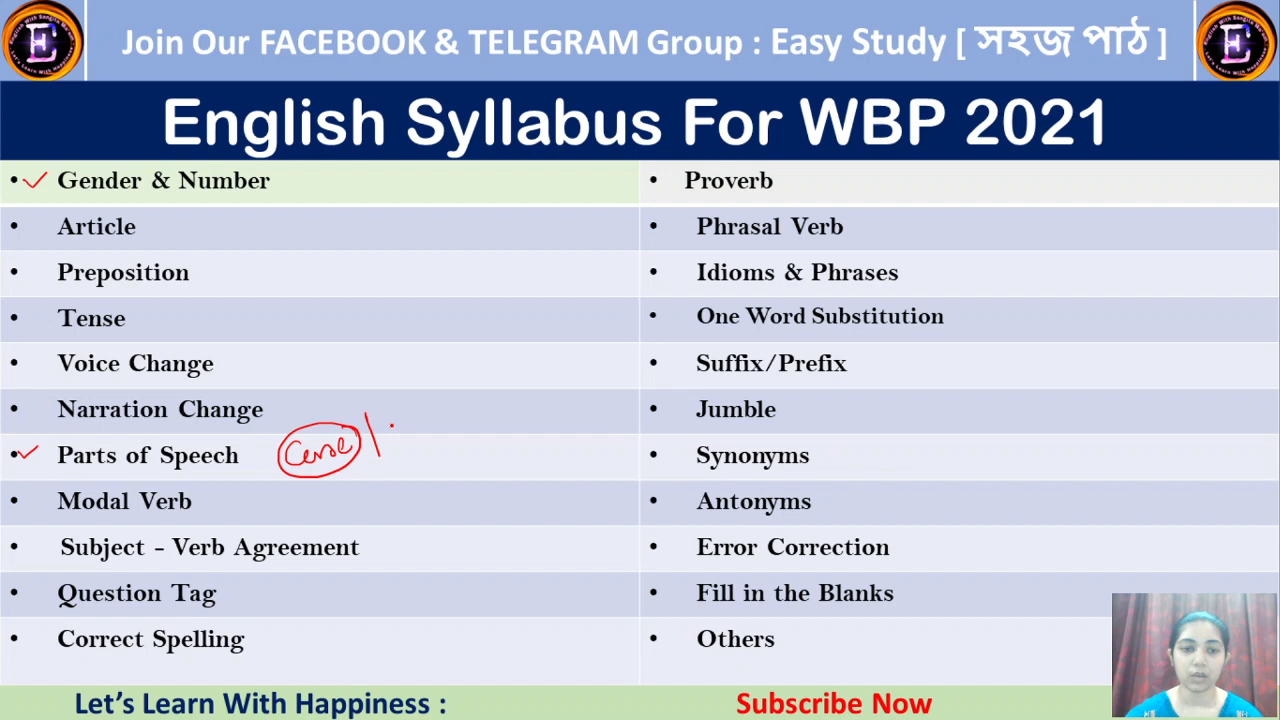 Join Our FACEBOOK & TELEGRAM Group : Easy Study [ সহজ পাঠ ]
English Syllabus For WBP 2021
• Gender & Number
• Article
• Preposition
• Tense
• Voice Change
• Narration Change
• Parts of Speech
• Modal Verb
• Subject - Verb Agreement
• Question Tag
• Correct Spelling
• Proverb
• Phrasal Verb
• Idioms & Phrases
• One Word Substitution
• Suffix/Prefix
• Jumble
• Synonyms
• Antonyms
• Error Correction
• Fill in the Blanks
• Others
Let's Learn With Happiness :
Subscribe Now